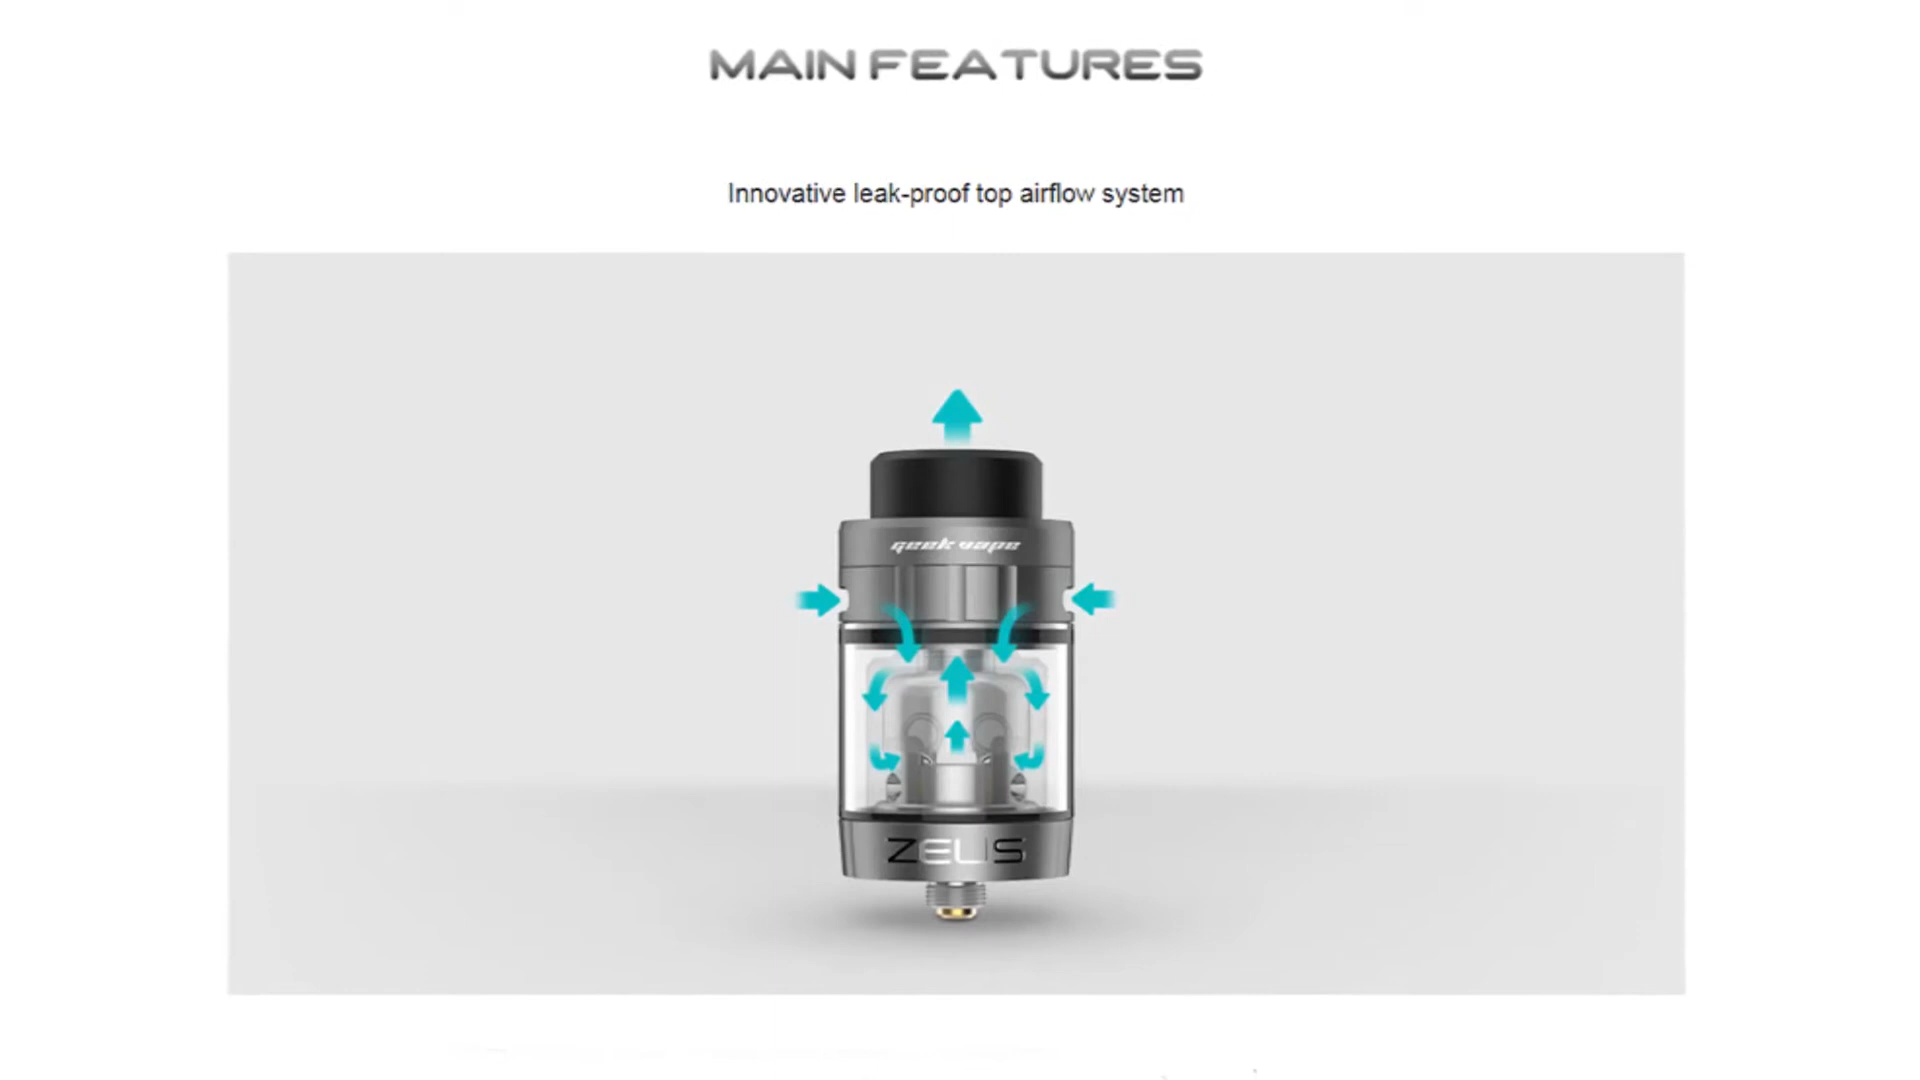 MAIN FEATURES
Innovative leak-proof top airflow system
geek vape
ZEUS